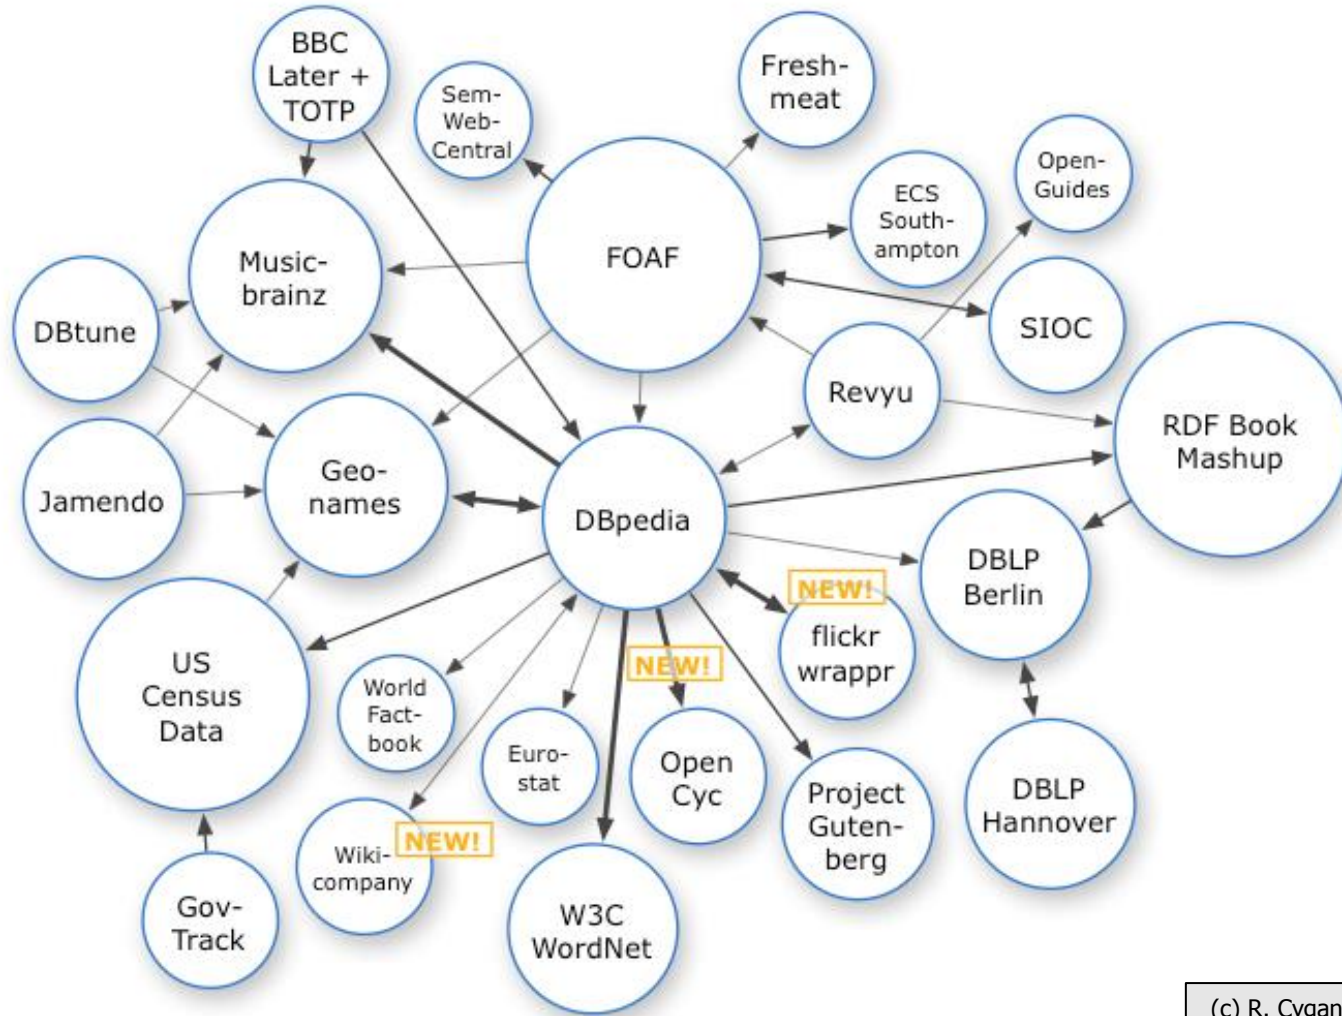 BBC
Later +
TOTP
Sem-
Web-
Central
Fresh-
meat
Open-
Guides
ECS
South-
ampton
FOAF
Music-
brainz
DBtune
SIOC
Revyu
RDF Book
Mashup
Geo-
names
Jamendo
DBpedia
DBLP
Berlin
NEW!
flickr
wrappr
NEW!
US
Census
Data
World
Fact-
book
Euro-
stat
Open
Cyc
Project
Guten-
berg
DBLP
Hannover
NEW!
Wiki-
company
Gov-
Track
W3C
WordNet
(c) R. Cygan